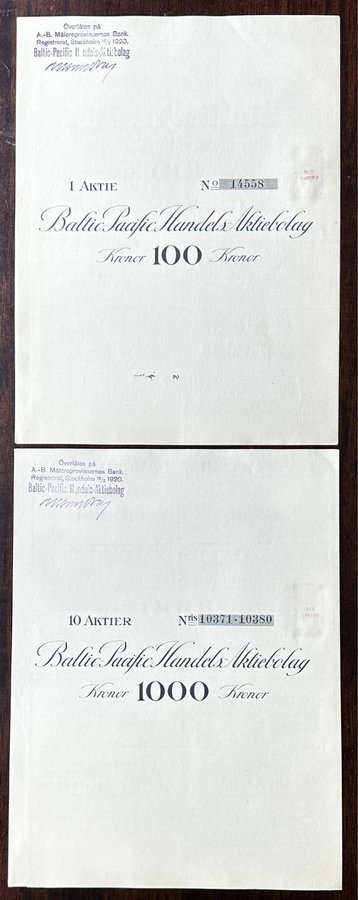 Överlåtes på
A.-B. Mälareprovinsernas Bank.
Registrerat, Stockholm 1920.
Baltic-Pacific Handels-Aktiebolag
1 AKTIE No 14558
Baltic Pacific Handels Aktiebolag
Kronor 100 Kronor
Överlåtes på
A.-B. Mälareprovinsernas Bank.
Registrerat, Stockholm 1920.
Baltic-Pacific Handels-Aktiebolag
10 AKTIER Nris 10371-10380
Baltic Pacific Handels Aktiebolag
Kronor 1000 Kronor